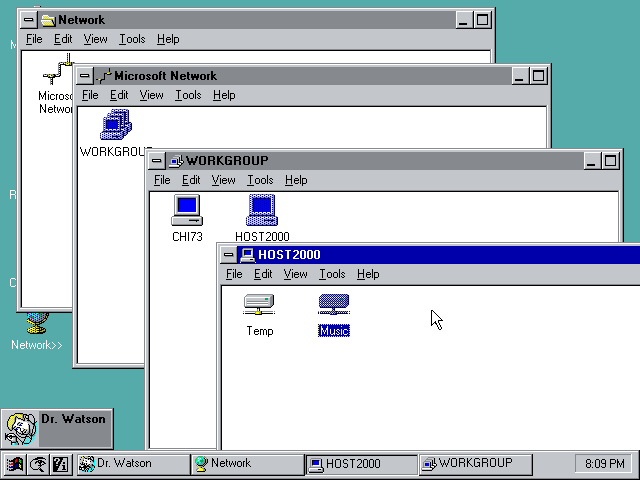 Network
File Edit View Tools Help
Microsoft Network
File Edit View Tools Help
WORKGROUP
WORKGROUP
File Edit View Tools Help
CHI73
HOST2000
HOST2000
File Edit View Tools Help
Temp
Music
Network>>
Dr. Watson
Dr. Watson
Network
HOST2000
WORKGROUP
8:09 PM